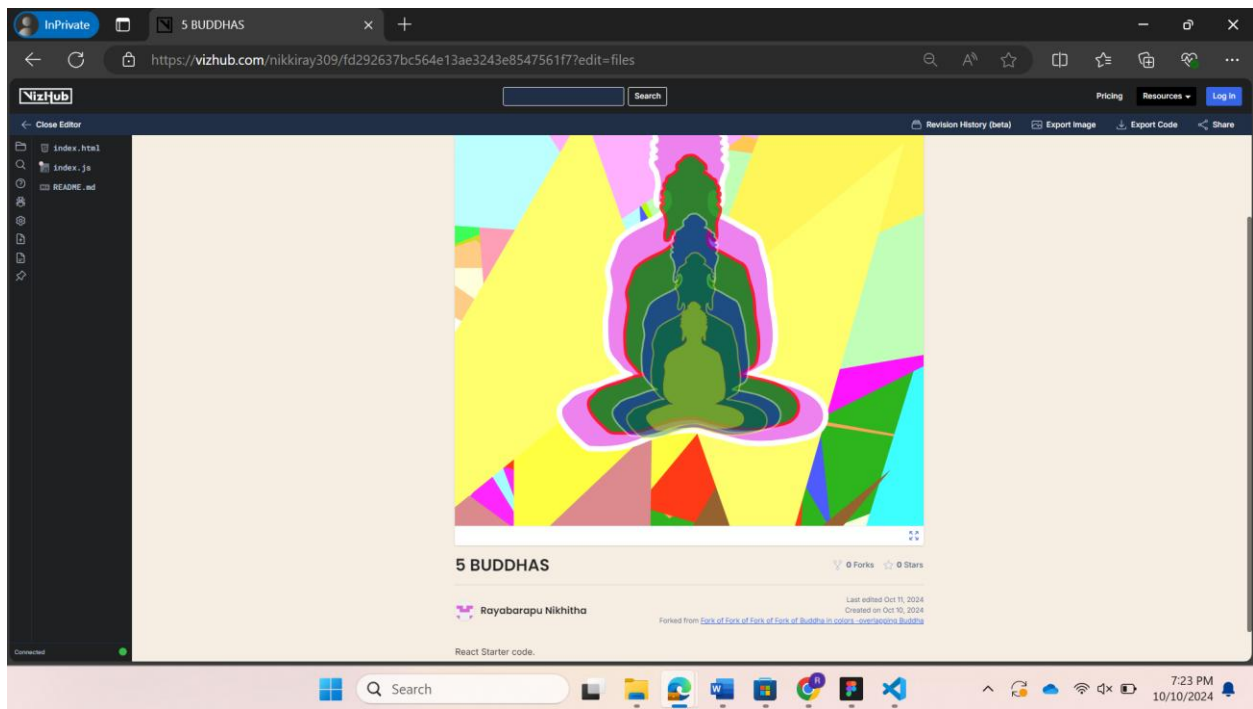 InPrivate
5 BUDDHAS
https://vizhub.com/nikkiray309/fd292637bc564e13ae3243e8547561f7?edit=files
VizHub
Search
Pricing
Resources
Log In
Close Editor
Revision History (beta)
Export Image
Export Code
Share
index.html
index.js
README.md
5 BUDDHAS
0 Forks
0 Stars
Rayabarapu Nikhitha
Last edited Oct 11, 2024
Created on Oct 10, 2024
Forked from Fork of Fork of Fork of Fork of Buddha in colors -overlapping Buddha
React Starter code.
Connected
Search
7:23 PM
10/10/2024